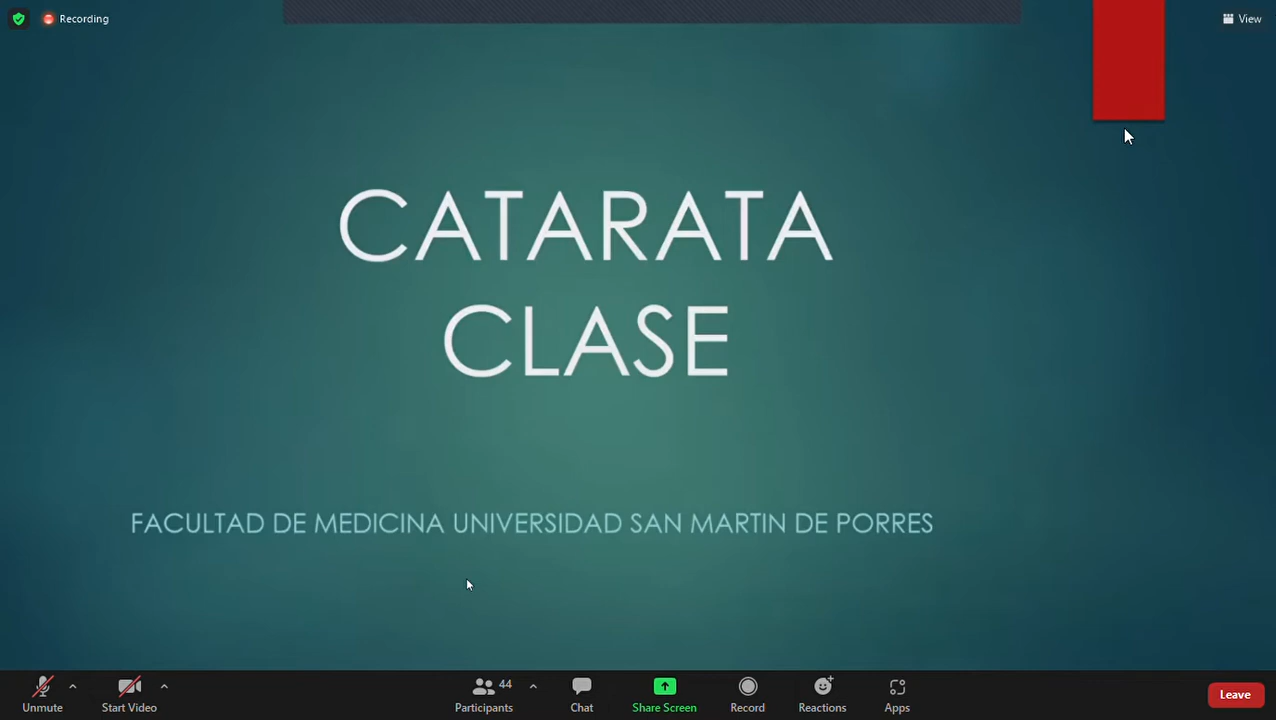 Recording
View
CATARATA
CLASE
FACULTAD DE MEDICINA UNIVERSIDAD SAN MARTIN DE PORRES
44
Unmute
Start Video
Participants
Chat
Share Screen
Record
Reactions
Apps
Leave